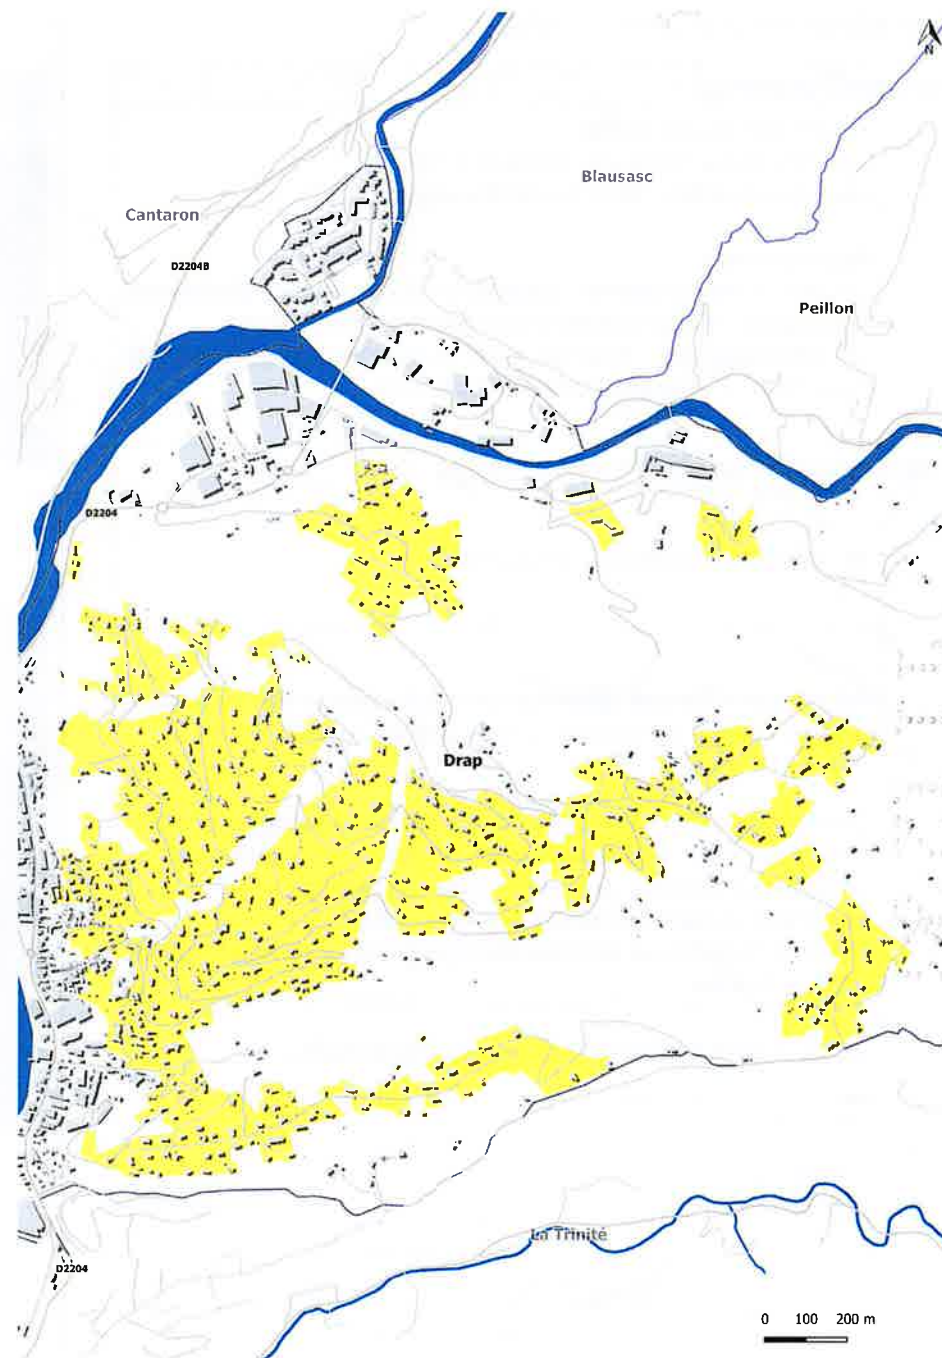 N
Blausasc
Cantaron
D2204B
Peillon
D2204
Drap
La Trinité
D2204
0 100 200 m